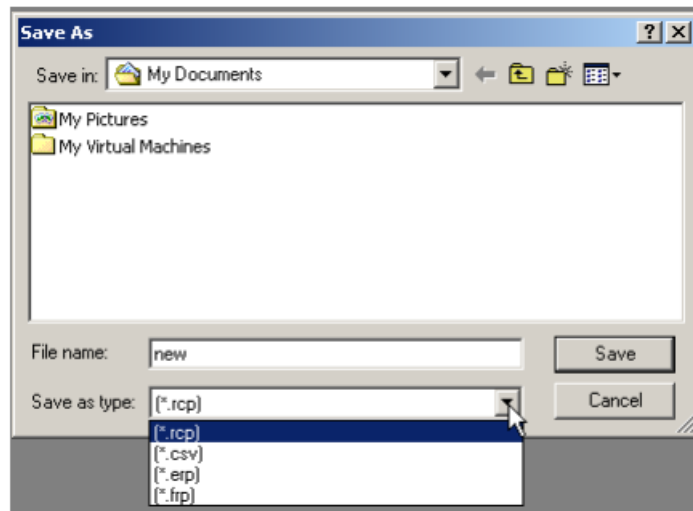 Save As
Save in: My Documents
My Pictures
My Virtual Machines
File name: new Save
Save as type: (*.rcp) Cancel
(*.rcp)
(*.csv)
(*.erp)
(*.frp)